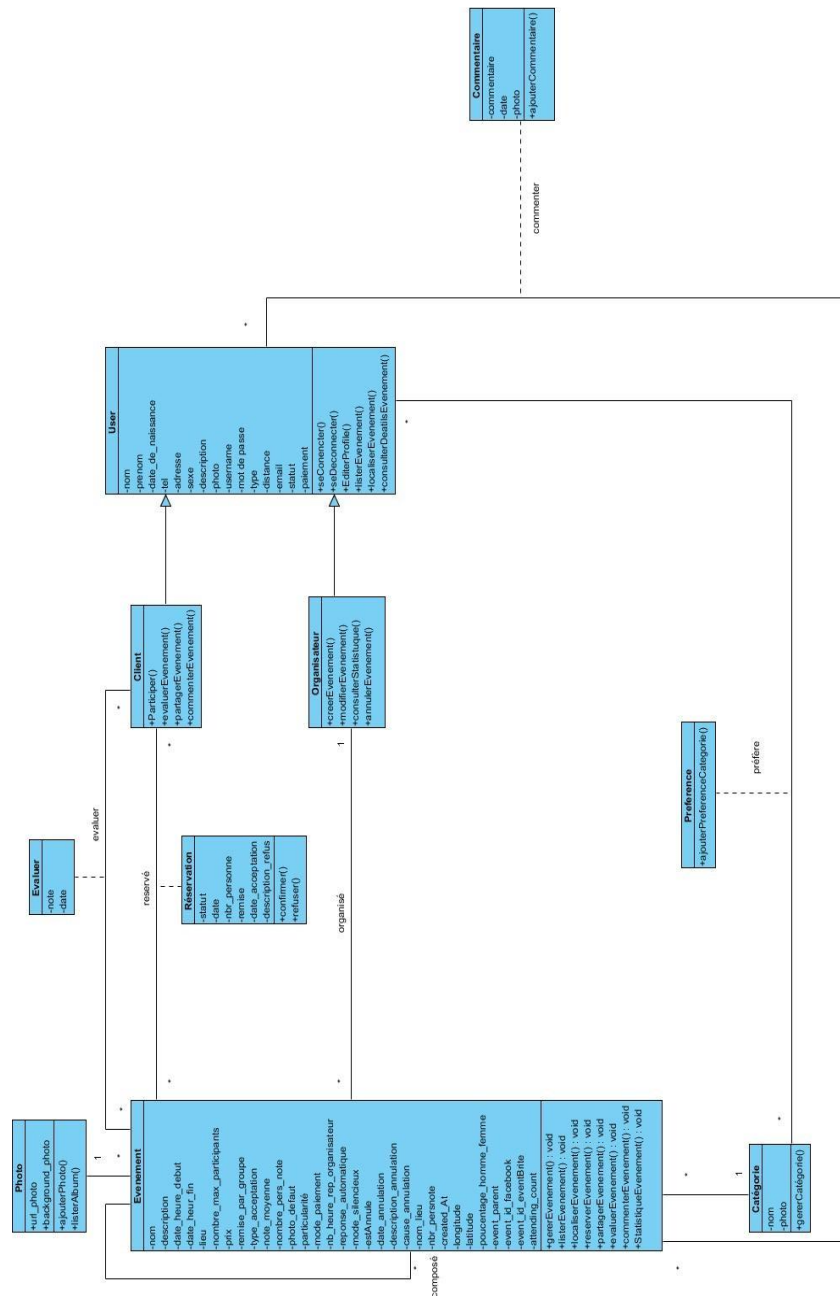 Photo
+url_photo
+background_photo
+ajouterPhoto()
+listerAlbum()
1
*
Evenement
-nom
-description
-date_heure_debut
-date_heur_fin
-lieu
-nombre_max_participants
-prix
-remise_par_groupe
-type_acceptation
-note_moyenne
-nombre_pers_note
-photo_defaut
-particularité
-mode_paiement
-nb_heure_rep_organisateur
-reponse_automatique
-mode_silencieux
-estAnnule
-date_annulation
-description_annulation
-cause_annulation
-nom_lieu
-nbr_persnote
-created_At
-longitude
-latitude
-poucentage_homme_femme
-event_parent
-event_id_facebook
-event_id_eventBrite
-attending_count
+gererEvenement() : void
+listerEvenement() : void
+localiserEvenement() : void
+reserverEvenement() : void
+partagerEvenement() : void
+evaluerEvenement() : void
+commenterEvenement() : void
+StatistiqueEvenement() : void
composé
*
*
*
*
*
*
1
Catégorie
-nom
-photo
+gererCatégorie()
*
Evaluer
-note
-date
evaluer
*
reservé
*
Réservation
-statut
-date
-nbr_personne
-remise
-date_acceptation
-description_refus
+confirmer()
+refuser()
organisé
1
Preference
+ajouterPreferenceCategorie()
préfère
Client
+Participer()
+evaluerEvenement()
+partagerEvenement()
+commenterEvenement()
Organisateur
+creerEvenement()
+modifierEvenement()
+consulterStatistuque()
+annulerEvenement()
User
-nom
-prenom
-date_de_naissance
-tel
-adresse
-sexe
-description
-photo
-username
-mot de passe
-type
-distance
-email
-statut
-paiement
+seConencter()
+seDeconnecter()
+EditerProfile()
+listerEvenement()
+localiserEvenement()
+consulterDeatilsEvenement()
*
*
commenter
Commentaire
-commentaire
-date
-photo
+ajouterCommentaire()